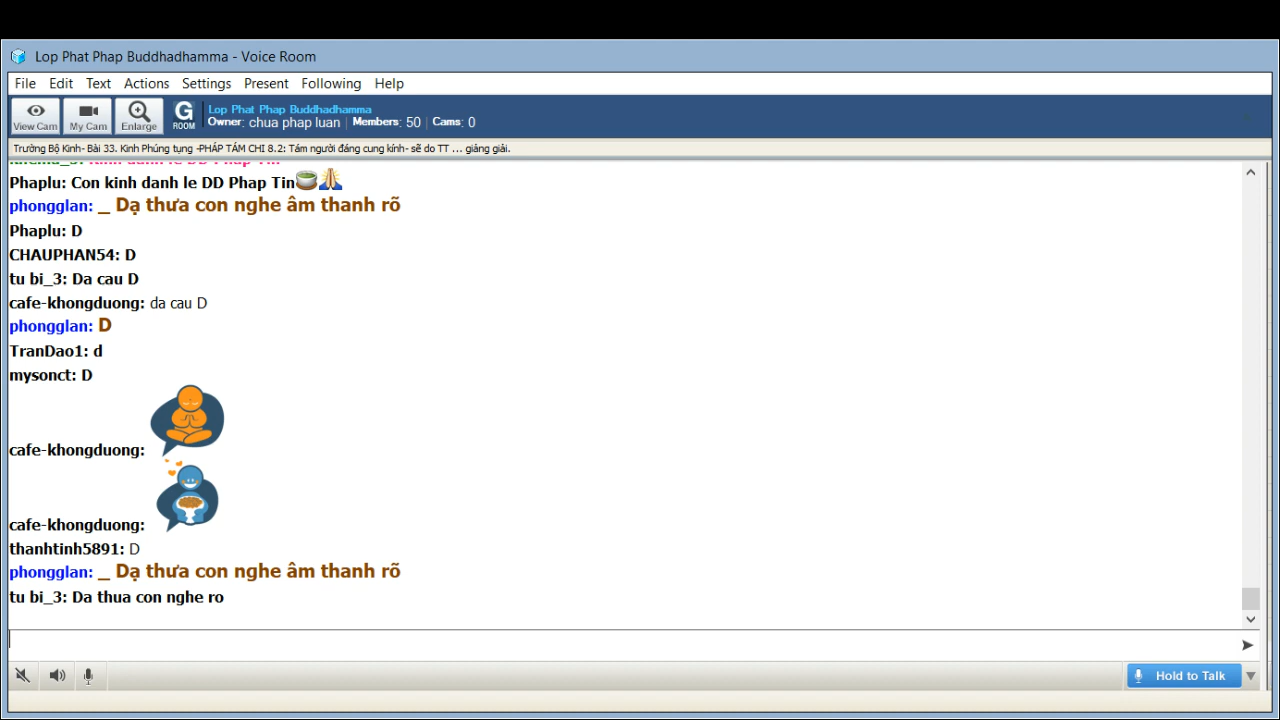 Lop Phat Phap Buddhadhamma - Voice Room
File Edit Text Actions Settings Present Following Help
View Cam My Cam Enlarge G ROOM
Lop Phat Phap Buddhadhamma
Owner: chua phap luan | Members: 50 | Cams: 0
Trường Bộ Kinh- Bài 33. Kinh Phúng tụng -PHÁP TÁM CHI 8.2: Tám người đáng cung kính- sẽ do TT ... giảng giải.
Phaplu: Con kinh danh le DD Phap Tin
phongglan: _ Dạ thưa con nghe âm thanh rõ
Phaplu: D
CHAUPHAN54: D
tu bi_3: Da cau D
cafe-khongduong: da cau D
phongglan: D
TranDao1: d
mysonct: D
cafe-khongduong:
cafe-khongduong:
thanhtinh5891: D
phongglan: _ Dạ thưa con nghe âm thanh rõ
tu bi_3: Da thua con nghe ro
Hold to Talk